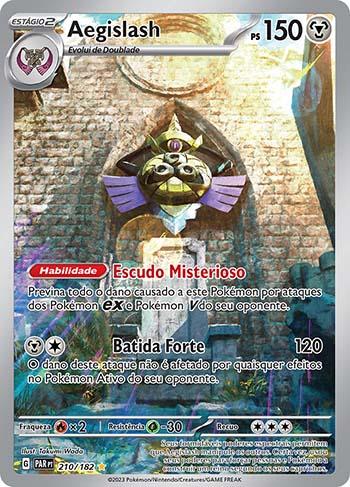 ESTÁGIO 2
Aegislash
PS 150
Evolui de Doublade
Habilidade Escudo Misterioso
Previna todo o dano causado a este Pokémon por ataques
dos Pokémon ex e Pokémon V do seu oponente.
Batida Forte 120
O dano deste ataque não é afetado por quaisquer efeitos
no Pokémon Ativo do seu oponente.
Fraqueza × 2 Resistência -30 Recuo
Ilust. Takumi Wada
G PAR PT 210/182
Seus formidáveis poderes espectrais permitem
que Aegislash manipule os outros. Certa vez, usou
seus poderes para forçar pessoas e Pokémon a
construir um reino segundo os seus caprichos.
©2023 Pokémon/Nintendo/Creatures/GAME FREAK